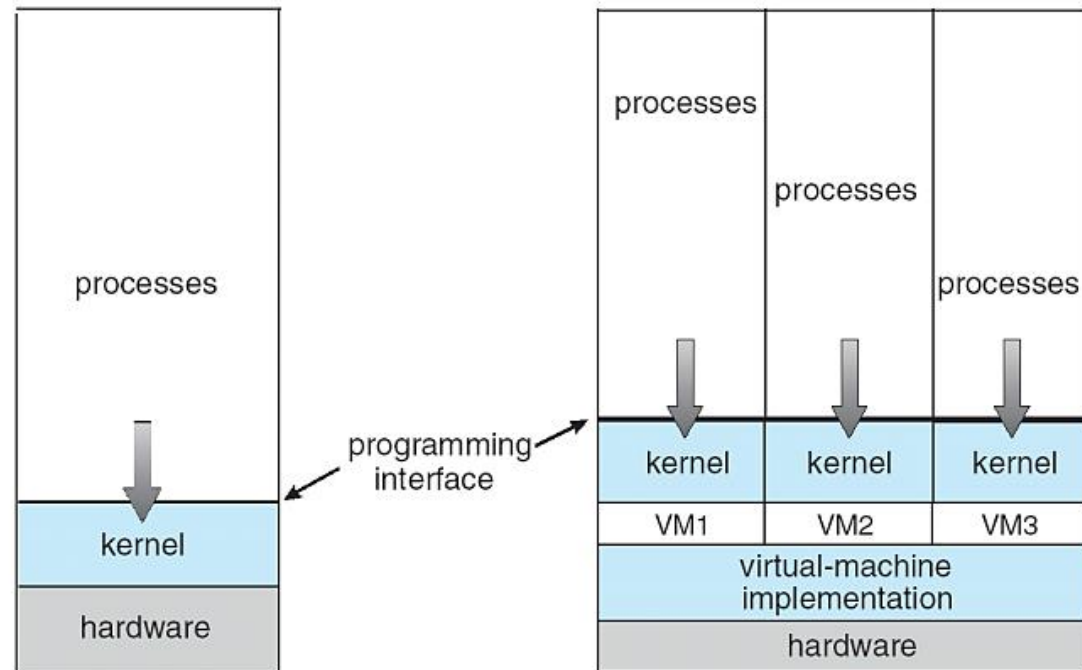 processes
kernel
hardware
programming
interface
processes
processes
processes
kernel
kernel
kernel
VM1
VM2
VM3
virtual-machine
implementation
hardware